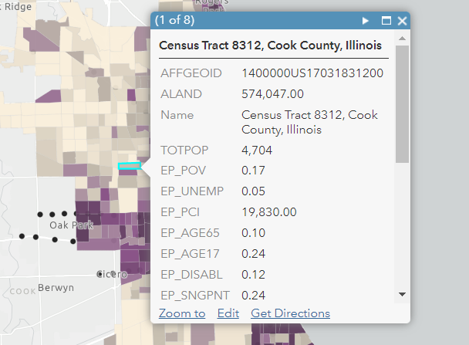 k Ridge
Rogers
(1 of 8)
Census Tract 8312, Cook County, Illinois
AFFGEOID 1400000US17031831200
ALAND 574,047.00
Name Census Tract 8312, Cook
County, Illinois
TOTPOP 4,704
EP_POV 0.17
EP_UNEMP 0.05
EP_PCI 19,830.00
EP_AGE65 0.10
EP_AGE17 0.24
EP_DISABL 0.12
EP_SNGPNT 0.24
Zoom to Edit Get Directions
Oak Park
Cicero
COOK
Berwyn